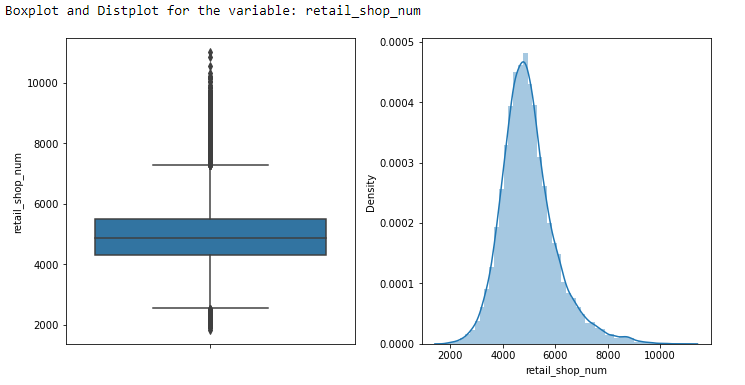 Boxplot and Distplot for the variable: retail_shop_num
10000
8000
6000
4000
2000
retail_shop_num
0.0005
0.0004
0.0003
0.0002
0.0001
0.0000
Density
2000 4000 6000 8000 10000
retail_shop_num